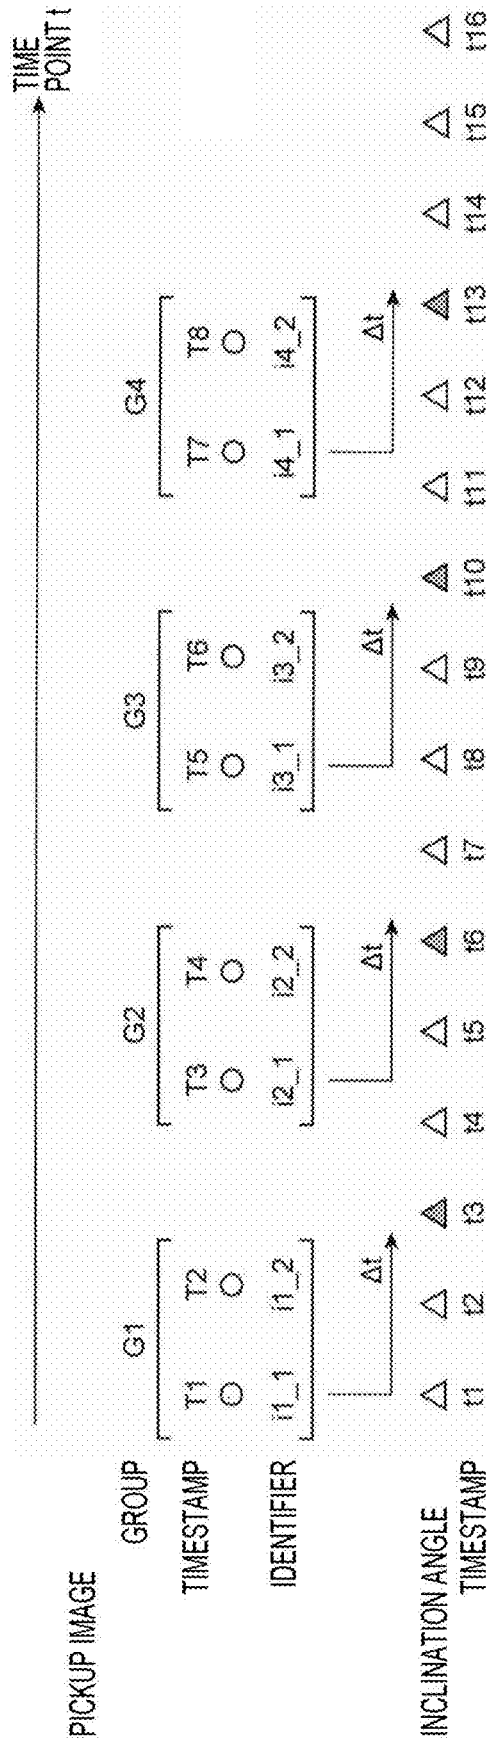 TIME
POINT t
PICKUP IMAGE
GROUP G1 G2 G3 G4
TIMESTAMP T1 T2 T3 T4 T5 T6 T7 T8
IDENTIFIER i1_1 i1_2 i2_1 i2_2 i3_1 i3_2 i4_1 i4_2
Δt Δt Δt Δt
INCLINATION ANGLE
TIMESTAMP t1 t2 t3 t4 t5 t6 t7 t8 t9 t10 t11 t12 t13 t14 t15 t16